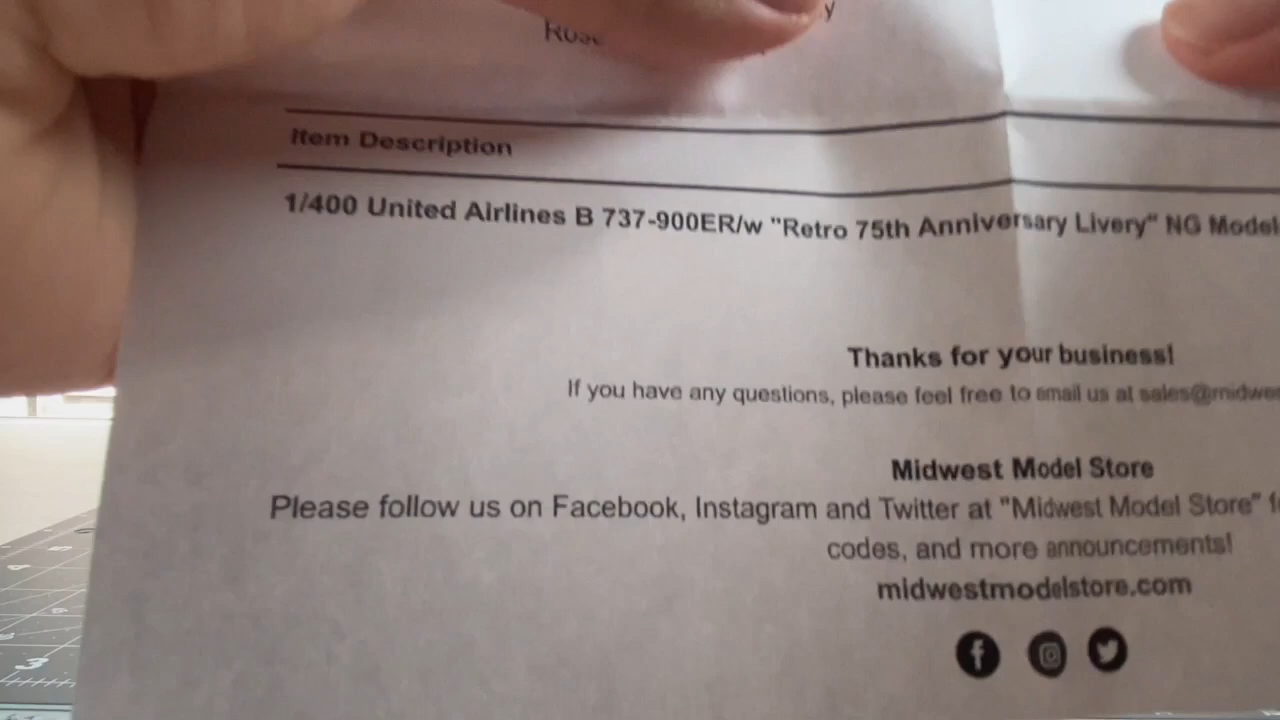 Item Description
1/400 United Airlines B 737-900ER/w "Retro 75th Anniversary Livery" NG Model
Thanks for your business!
If you have any questions, please feel free to email us at
Midwest Model Store
Please follow us on Facebook, Instagram and Twitter at "Midwest Model Store"
codes, and more announcements!
midwestmodelstore.com
3